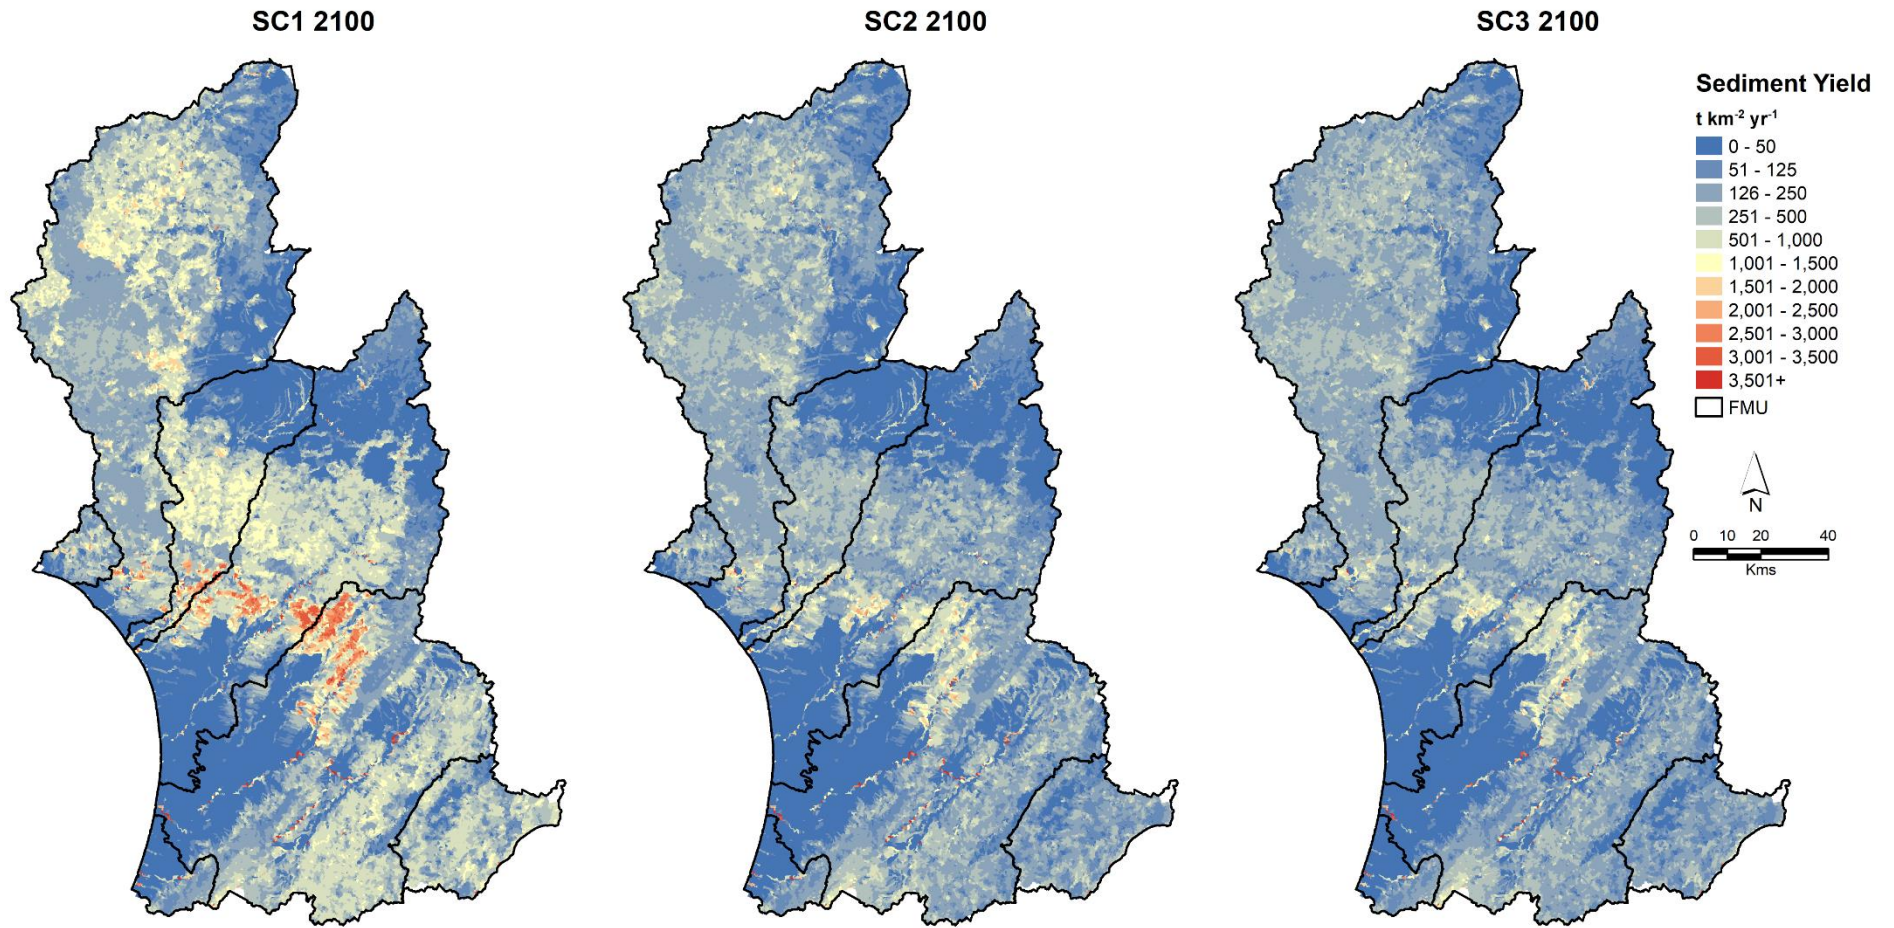 SC1 2100
SC2 2100
SC3 2100
Sediment Yield
t km⁻² yr⁻¹
0 - 50
51 - 125
126 - 250
251 - 500
501 - 1,000
1,001 - 1,500
1,501 - 2,000
2,001 - 2,500
2,501 - 3,000
3,001 - 3,500
3,501+
FMU
N
0 10 20 40
Kms